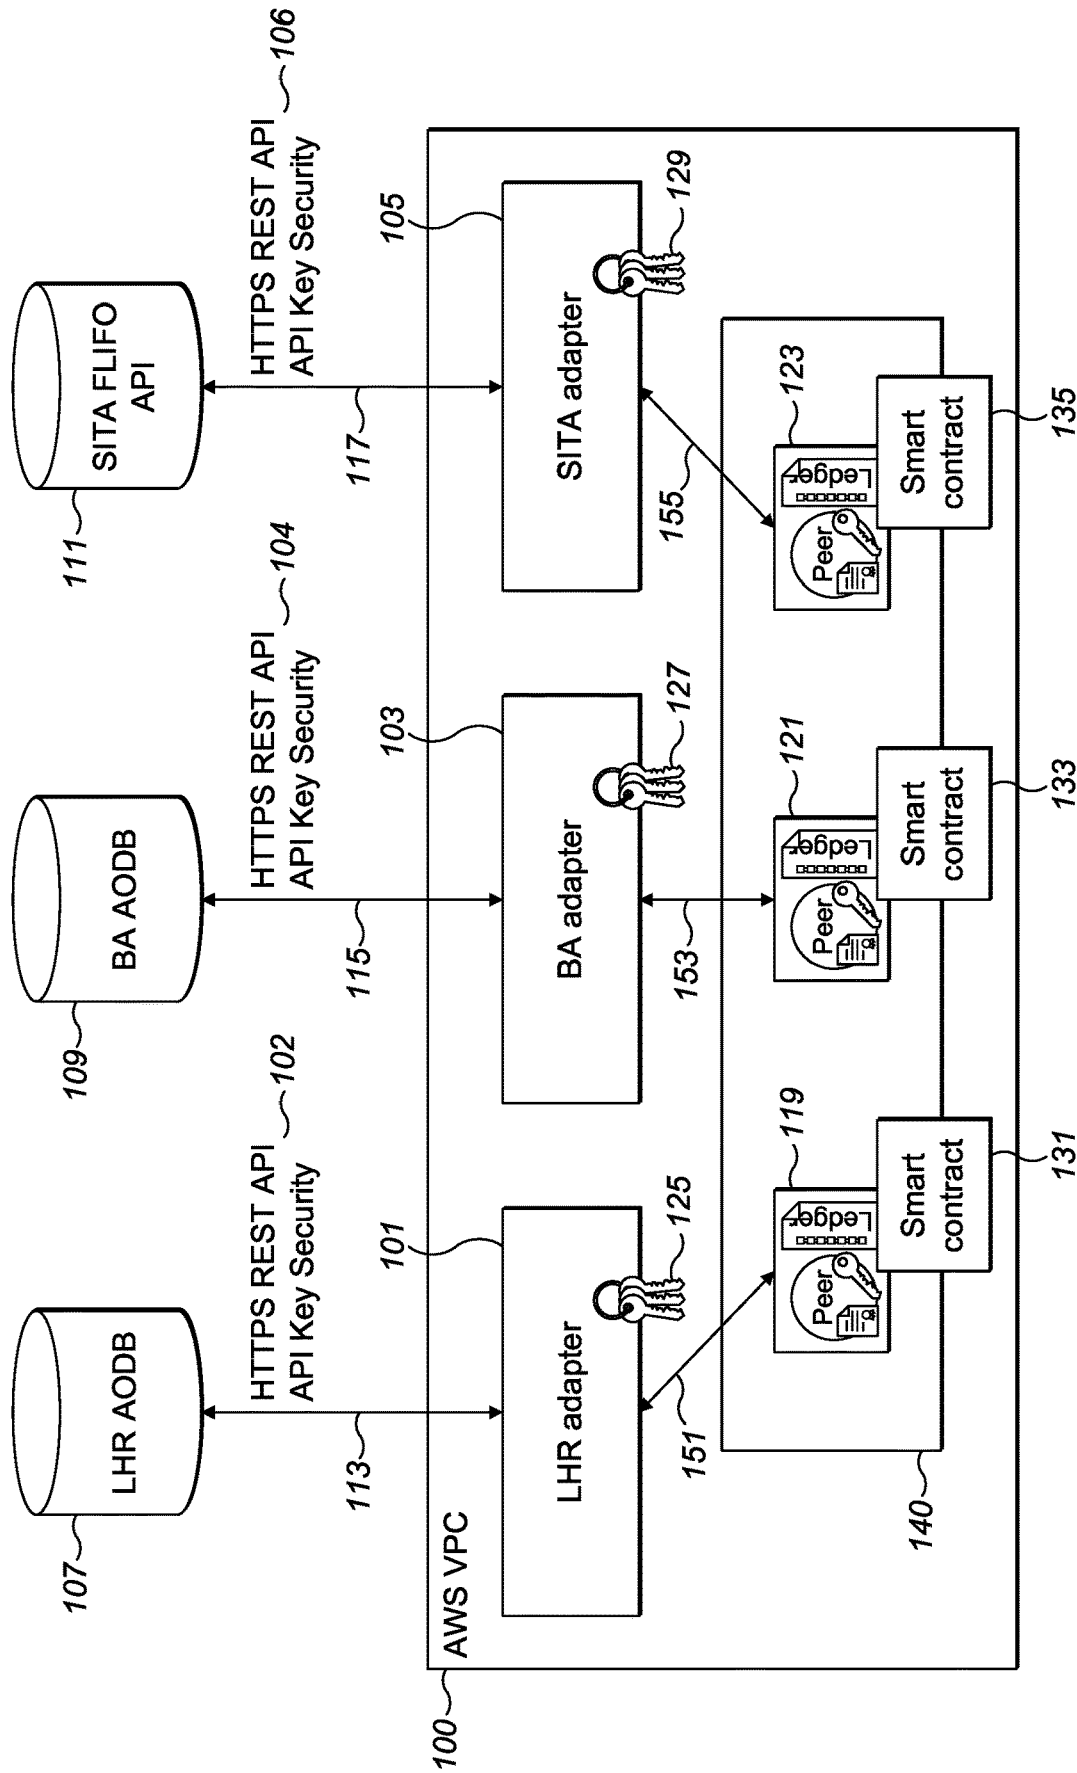 LHR AODB
107
BA AODB
109
SITA FLIFO
API
111
HTTPS REST API
API Key Security
102
113
HTTPS REST API
API Key Security
104
115
HTTPS REST API
API Key Security
106
117
AWS VPC
100
LHR adapter
101
125
BA adapter
103
127
SITA adapter
105
129
151
153
155
Peer
Ledger
119
Smart
contract
131
Peer
Ledger
121
Smart
contract
133
Peer
Ledger
123
Smart
contract
135
140